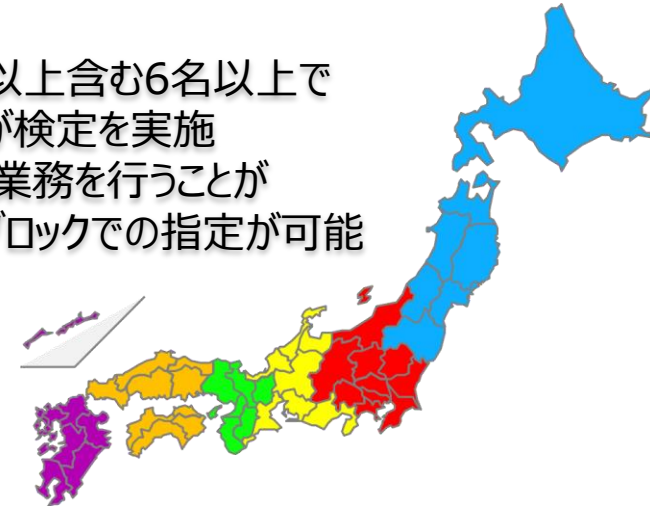 以上含む6名以上で
が検定を実施
業務を行うことが
ブロックでの指定が可能